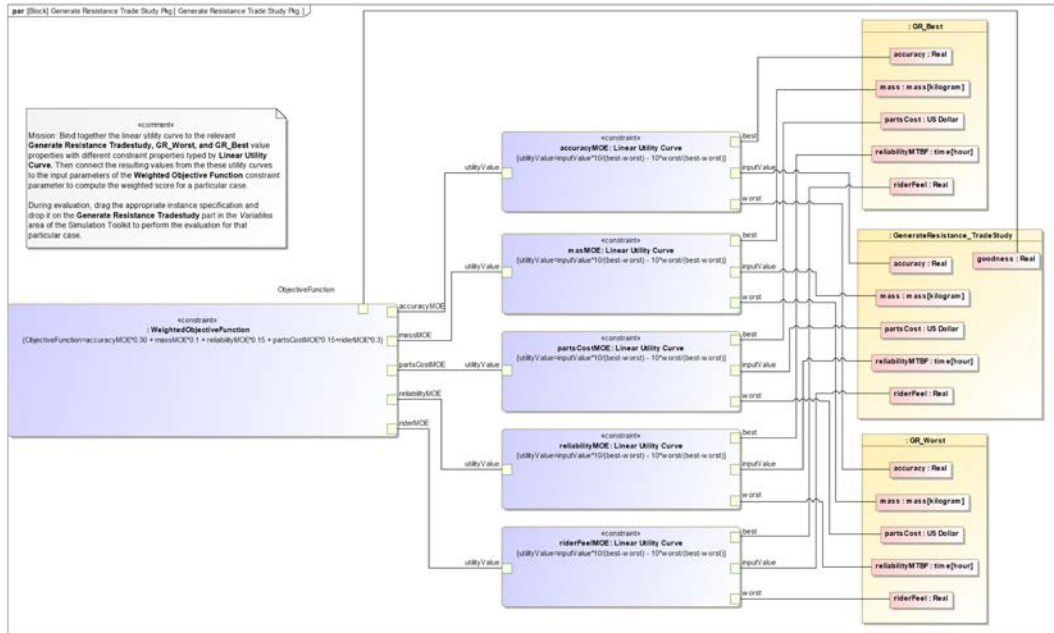 par [Block] Generate Resistance Trade Study Pkg[ Generate Resistance Trade Study Pkg ]
«comment»
Mission: Bind together the linear utility curve to the relevant
Generate Resistance Tradestudy, GR_Worst, and GR_Best value
properties with different constraint properties typed by Linear Utility
Curve. Then connect the resulting values from the these utility curves
to the input parameters of the Weighted Objective Function constraint
parameter to compute the weighted score for a particular case.
During evaluation, drag the appropriate instance specification and
drop it on the Generate Resistance Tradestudy part in the Variables
area of the Simulation Toolkit to perform the evaluation for that
particular case.
ObjectiveFunction
«constraint»
: WeightedObjectiveFunction
{ObjectiveFunction=accuracyMOE*0.30 + massMOE*0.1 + reliabilityMOE*0.15 + partsCostMOE*0.15+riderMOE*0.3}
accuracyMOE
massMOE
partsCostMOE
reliabilityMOE
riderMOE
«constraint»
accuracyMOE: Linear Utility Curve
{utilityValue=inputValue*10/(best-worst) - 10*worst/(best-worst)}
utilityValue
best
inputValue
worst
«constraint»
masMOE: Linear Utility Curve
{utilityValue=inputValue*10/(best-worst) - 10*worst/(best-worst)}
utilityValue
best
inputValue
worst
«constraint»
partsCostMOE: Linear Utility Curve
{utilityValue=inputValue*10/(best-worst) - 10*worst/(best-worst)}
utilityValue
best
inputValue
worst
«constraint»
reliabilityMOE: Linear Utility Curve
{utilityValue=inputValue*10/(best-worst) - 10*worst/(best-worst)}
utilityValue
best
inputValue
worst
«constraint»
riderFeelMOE: Linear Utility Curve
{utilityValue=inputValue*10/(best-worst) - 10*worst/(best-worst)}
utilityValue
best
inputValue
worst
: GR_Best
accuracy : Real
mass : mass[kilogram]
partsCost : US Dollar
reliabilityMTBF : time[hour]
riderFeel : Real
: GenerateResistance_TradeStudy
goodness : Real
accuracy : Real
mass : mass[kilogram]
partsCost : US Dollar
reliabilityMTBF : time[hour]
riderFeel : Real
: GR_Worst
accuracy : Real
mass : mass[kilogram]
partsCost : US Dollar
reliabilityMTBF : time[hour]
riderFeel : Real